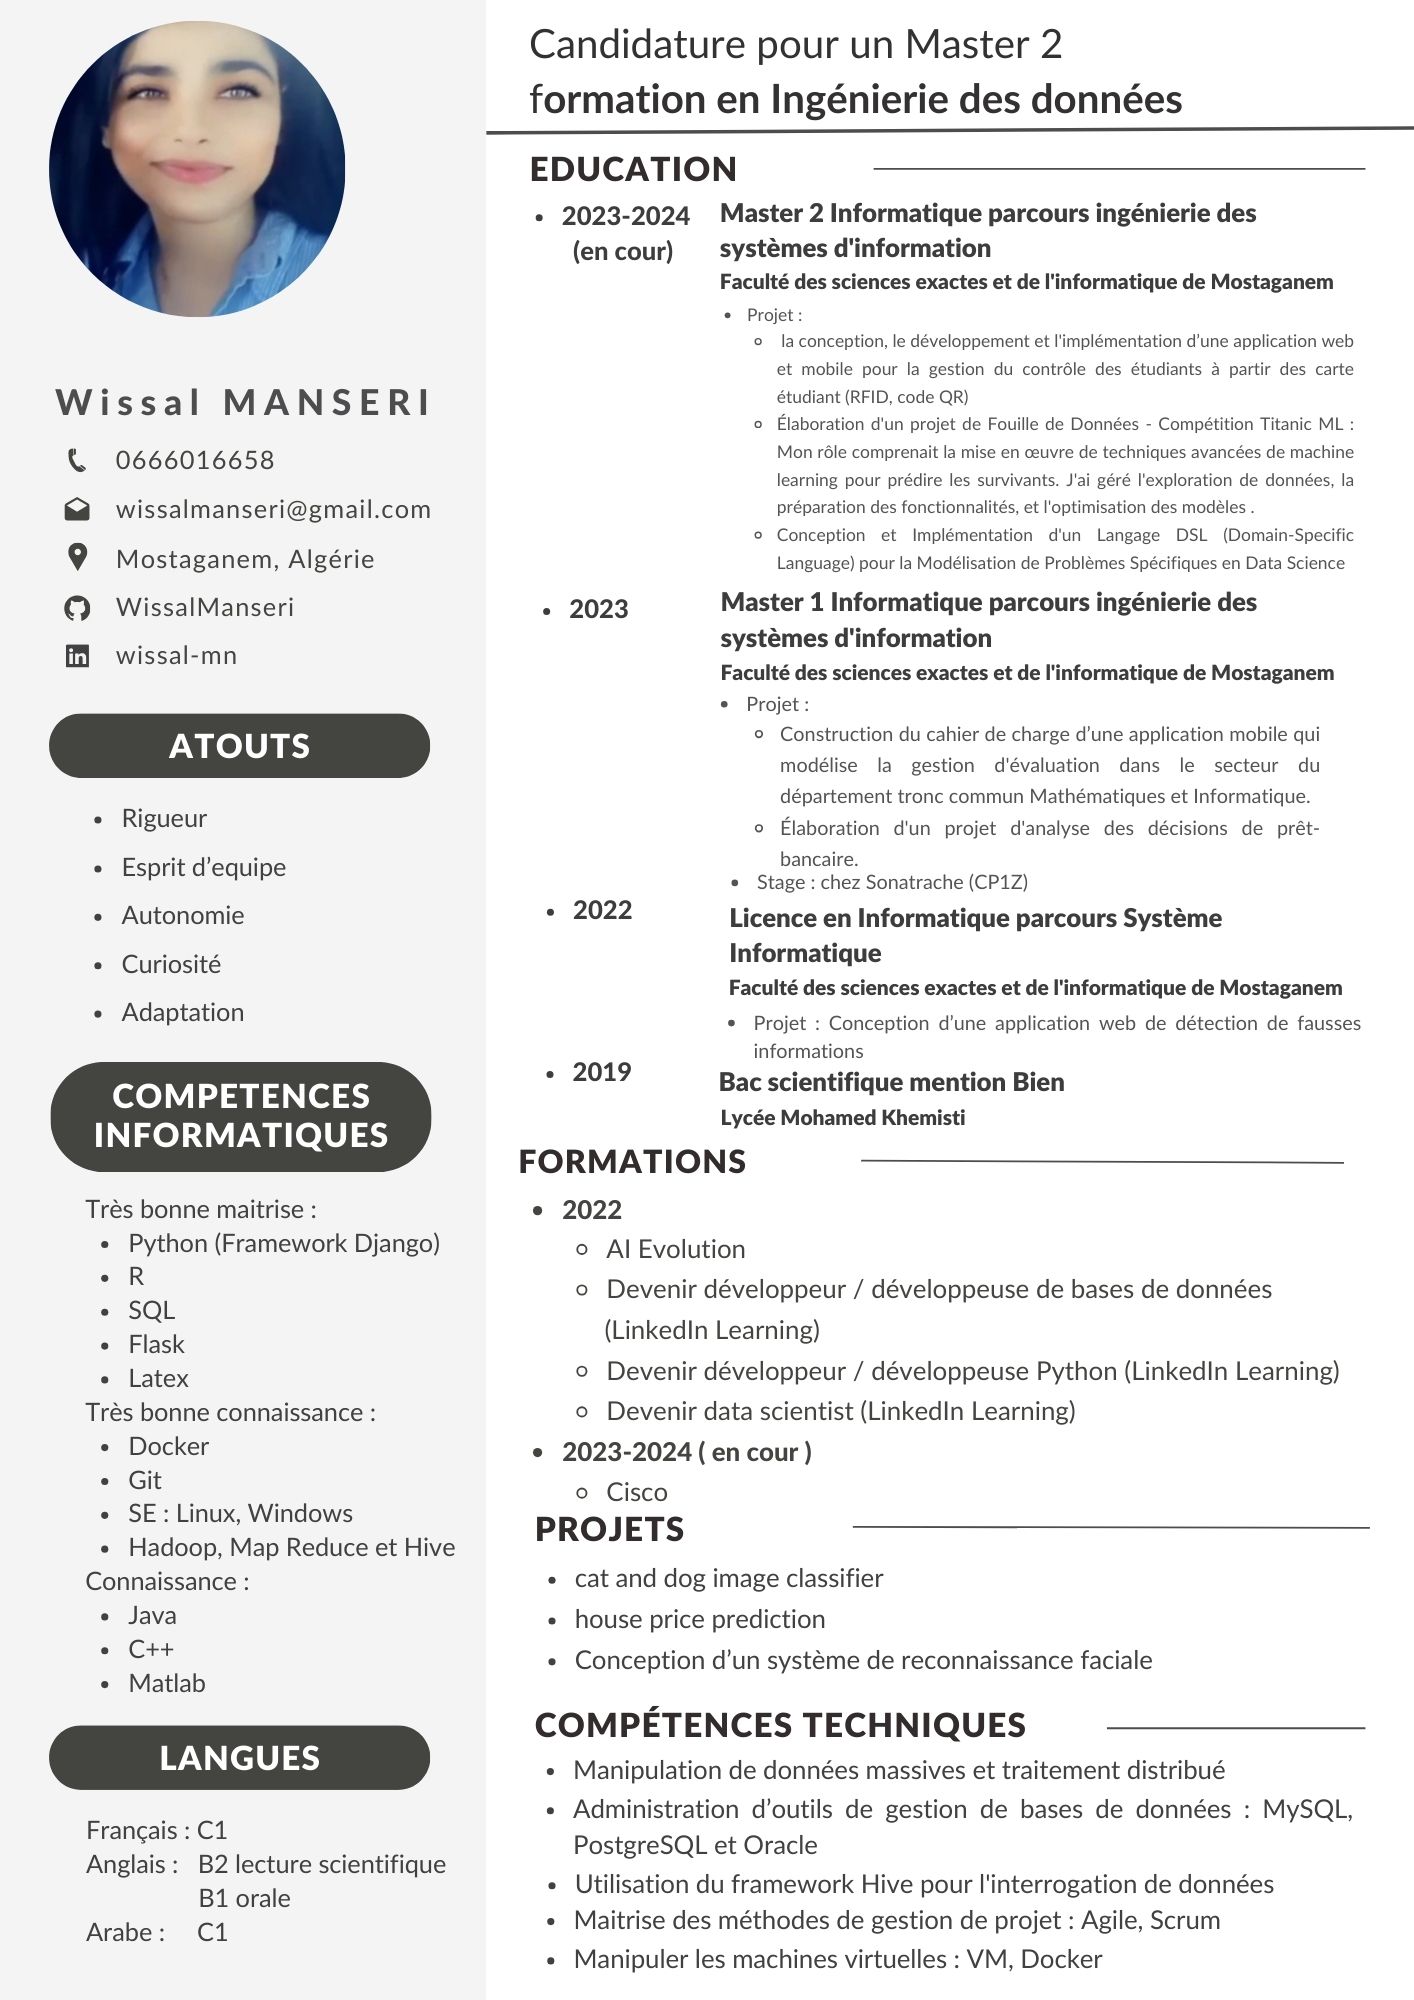 Wissal MANSERI
0666016658
wissalmanseri@gmail.com
Mostaganem, Algérie
WissalManseri
in
wissal-mn
ATOUTS
• Rigueur
• Esprit d’equipe
• Autonomie
• Curiosité
• Adaptation
COMPETENCES
INFORMATIQUES
Très bonne maitrise :
• Python (Framework Django)
• R
• SQL
• Flask
• Latex
Très bonne connaissance :
• Docker
• Git
• SE : Linux, Windows
• Hadoop, Map Reduce et Hive
Connaissance :
• Java
• C++
• Matlab
LANGUES
Français : C1
Anglais : B2 lecture scientifique
B1 orale
Arabe : C1
Candidature pour un Master 2
formation en Ingénierie des données
EDUCATION
• 2023-2024
(en cour)
Master 2 Informatique parcours ingénierie des
systèmes d'information
Faculté des sciences exactes et de l'informatique de Mostaganem
• Projet :
◦ la conception, le développement et l'implémentation d’une application web
et mobile pour la gestion du contrôle des étudiants à partir des carte
étudiant (RFID, code QR)
◦ Élaboration d'un projet de Fouille de Données - Compétition Titanic ML :
Mon rôle comprenait la mise en œuvre de techniques avancées de machine
learning pour prédire les survivants. J'ai géré l'exploration de données, la
préparation des fonctionnalités, et l'optimisation des modèles .
◦ Conception et Implémentation d'un Langage DSL (Domain-Specific
Language) pour la Modélisation de Problèmes Spécifiques en Data Science
• 2023
Master 1 Informatique parcours ingénierie des
systèmes d'information
Faculté des sciences exactes et de l'informatique de Mostaganem
• Projet :
◦ Construction du cahier de charge d’une application mobile qui
modélise la gestion d'évaluation dans le secteur du
département tronc commun Mathématiques et Informatique.
◦ Élaboration d'un projet d'analyse des décisions de prêt-
bancaire.
• Stage : chez Sonatrache (CP1Z)
• 2022
Licence en Informatique parcours Système
Informatique
Faculté des sciences exactes et de l'informatique de Mostaganem
• Projet : Conception d’une application web de détection de fausses
informations
• 2019
Bac scientifique mention Bien
Lycée Mohamed Khemisti
FORMATIONS
• 2022
◦ AI Evolution
◦ Devenir développeur / développeuse de bases de données
(LinkedIn Learning)
◦ Devenir développeur / développeuse Python (LinkedIn Learning)
◦ Devenir data scientist (LinkedIn Learning)
• 2023-2024 ( en cour )
◦ Cisco
PROJETS
• cat and dog image classifier
• house price prediction
• Conception d’un système de reconnaissance faciale
COMPÉTENCES TECHNIQUES
• Manipulation de données massives et traitement distribué
• Administration d’outils de gestion de bases de données : MySQL,
PostgreSQL et Oracle
• Utilisation du framework Hive pour l'interrogation de données
• Maitrise des méthodes de gestion de projet : Agile, Scrum
• Manipuler les machines virtuelles : VM, Docker